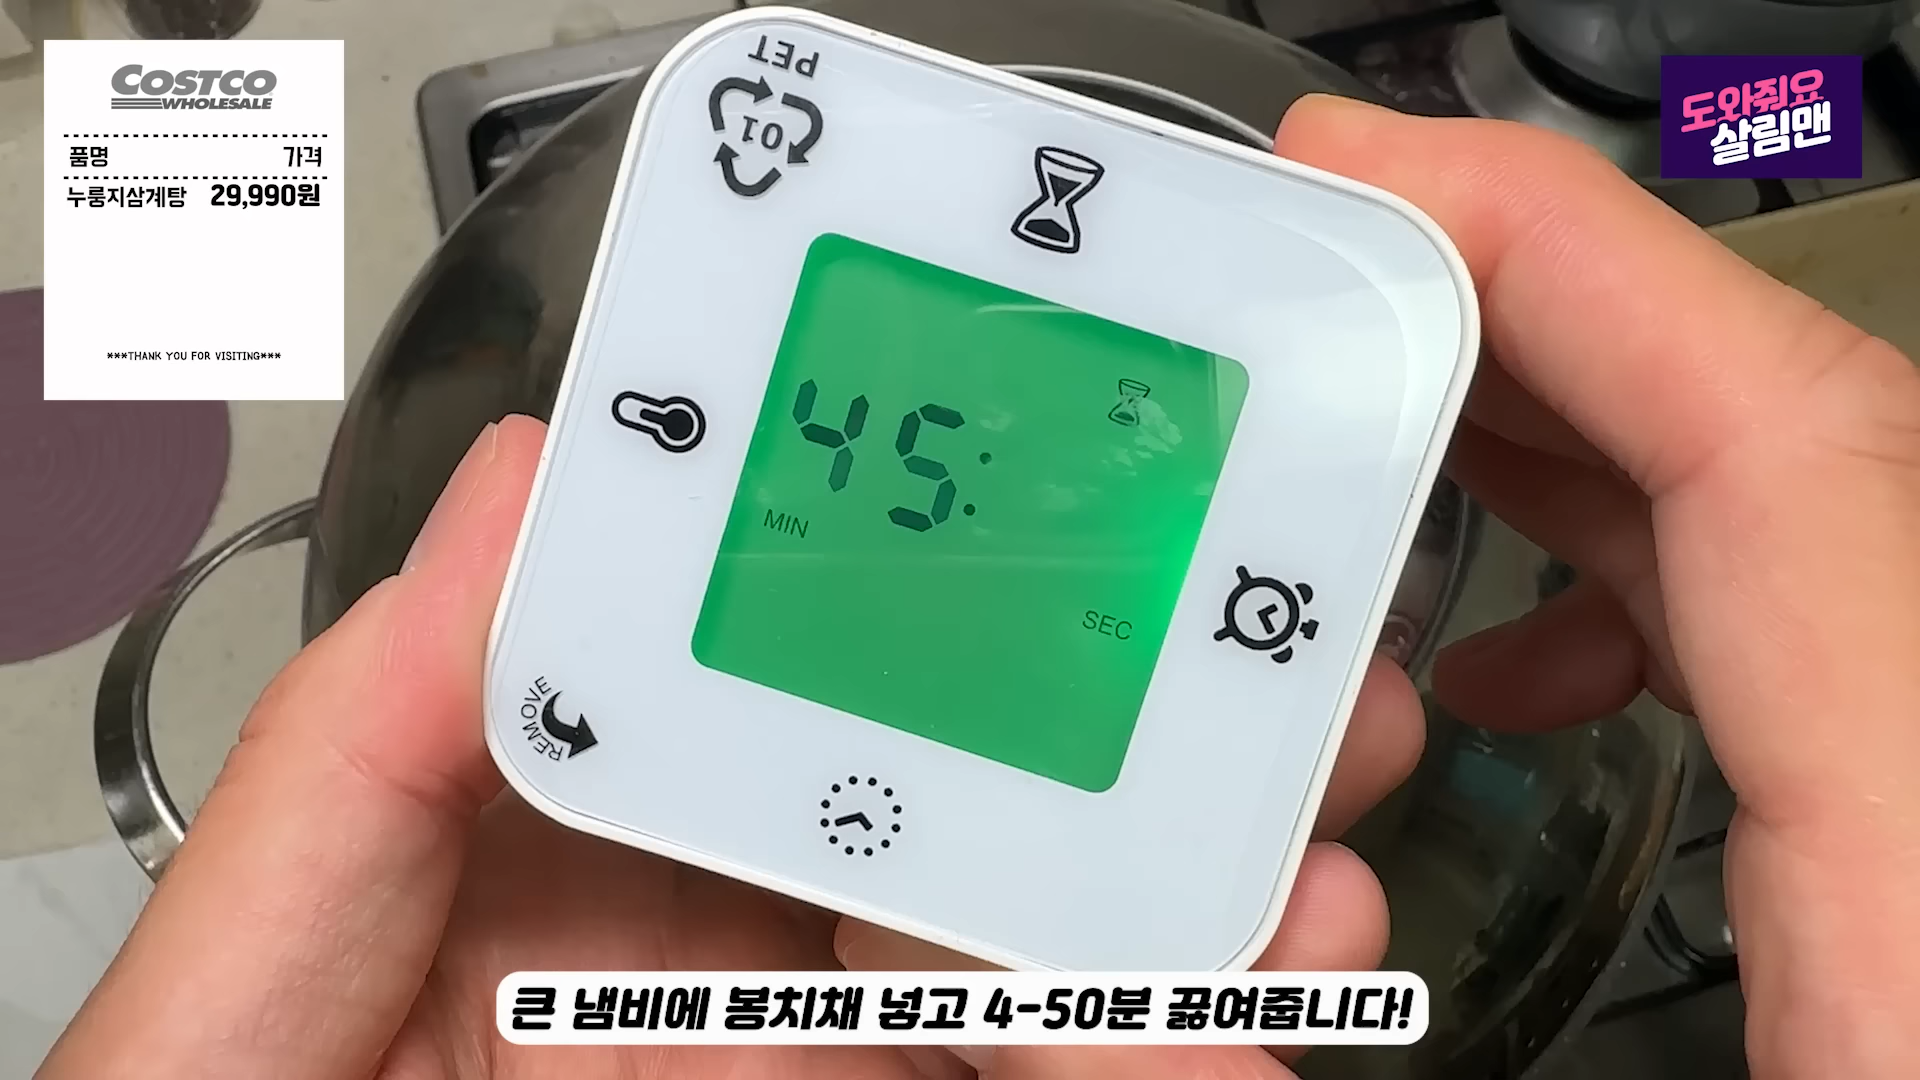 COSTCO
WHOLESALE
품명 가격
누룽지삼계탕 29,990원
***THANK YOU FOR VISITING***
도와줘요
살림맨
PET
01
45:
MIN
SEC
REMOVE
큰 냄비에 봉치채 넣고 4-50분 끓여줍니다!